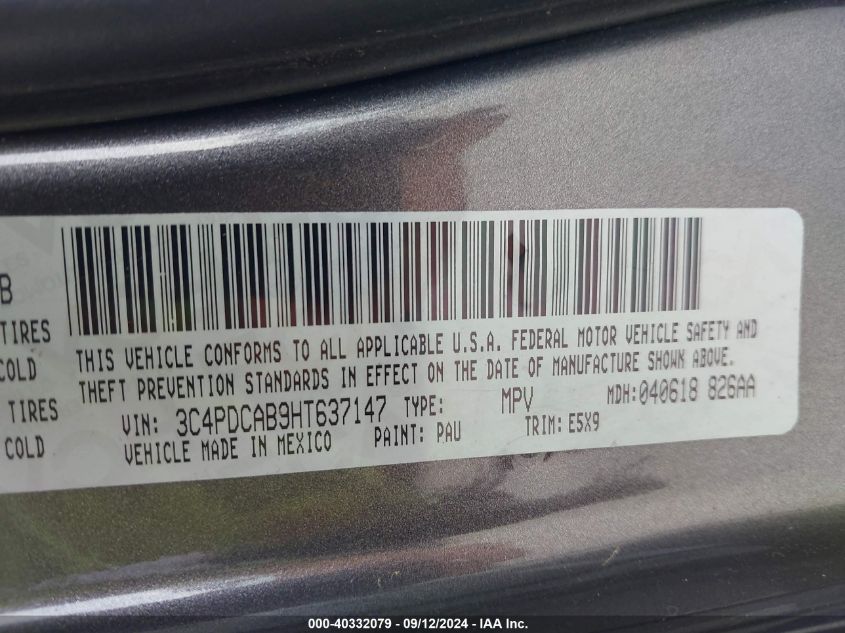 B
TIRES
COLD
TIRES
COLD
THIS VEHICLE CONFORMS TO ALL APPLICABLE U.S.A. FEDERAL MOTOR VEHICLE SAFETY AND
THEFT PREVENTION STANDARDS IN EFFECT ON THE DATE OF MANUFACTURE SHOWN ABOVE.
VIN: 3C4PDCAB9HT637147 TYPE: MPV MDH:040618 826AA
VEHICLE MADE IN MEXICO PAINT: PAU TRIM: E5X9
000-40332079 - 09/12/2024 - IAA Inc.